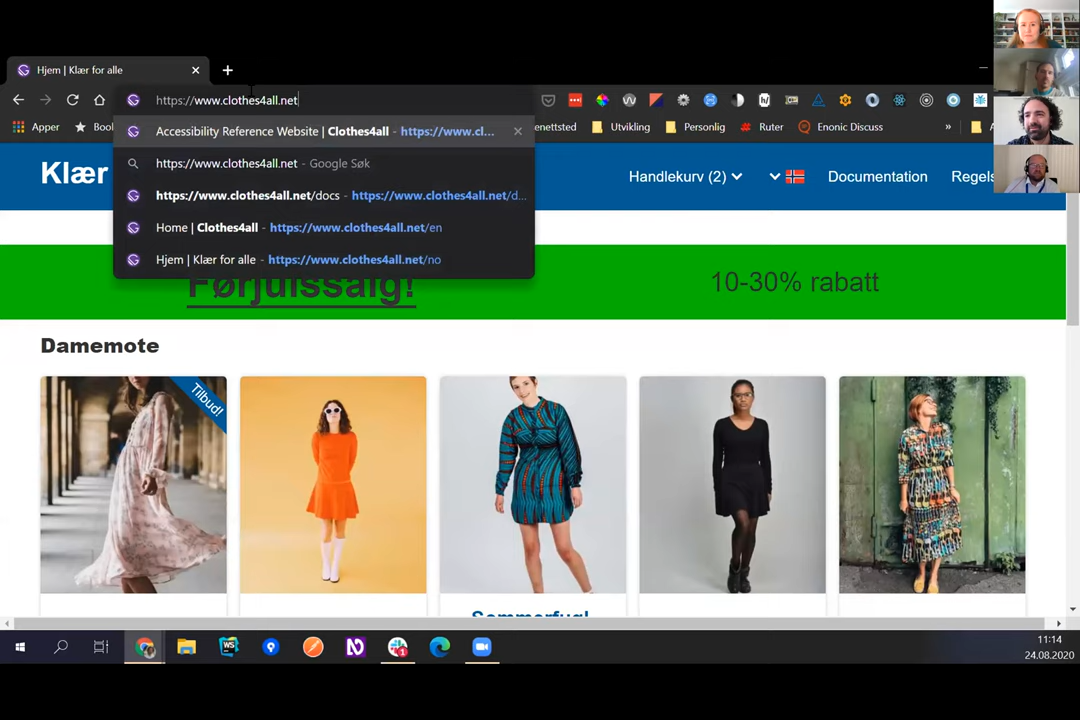 Hjem | Klær for alle
https://www.clothes4all.net
Apper
enettsted
Utvikling
Personlig
Ruter
Enonic Discuss
»
Accessibility Reference Website | Clothes4all - https://www.cl...
https://www.clothes4all.net - Google Søk
https://www.clothes4all.net/docs - https://www.clothes4all.net/d...
Home | Clothes4all - https://www.clothes4all.net/en
Hjem | Klær for alle - https://www.clothes4all.net/no
Klær
Handlekurv (2)
Documentation
Førjulssalg!
10-30% rabatt
Damemote
Tilbud!
11:14
24.08.2020